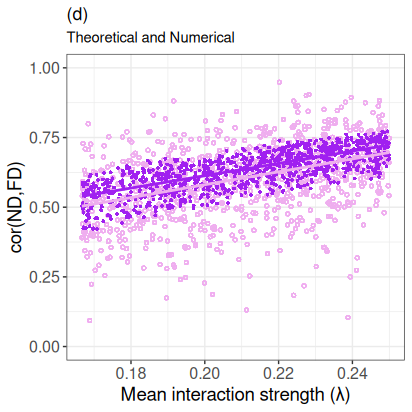 (d)
Theoretical and Numerical
1.00
0.75
0.50
0.25
0.00
cor(ND,FD)
0.18 0.20 0.22 0.24
Mean interaction strength (λ)